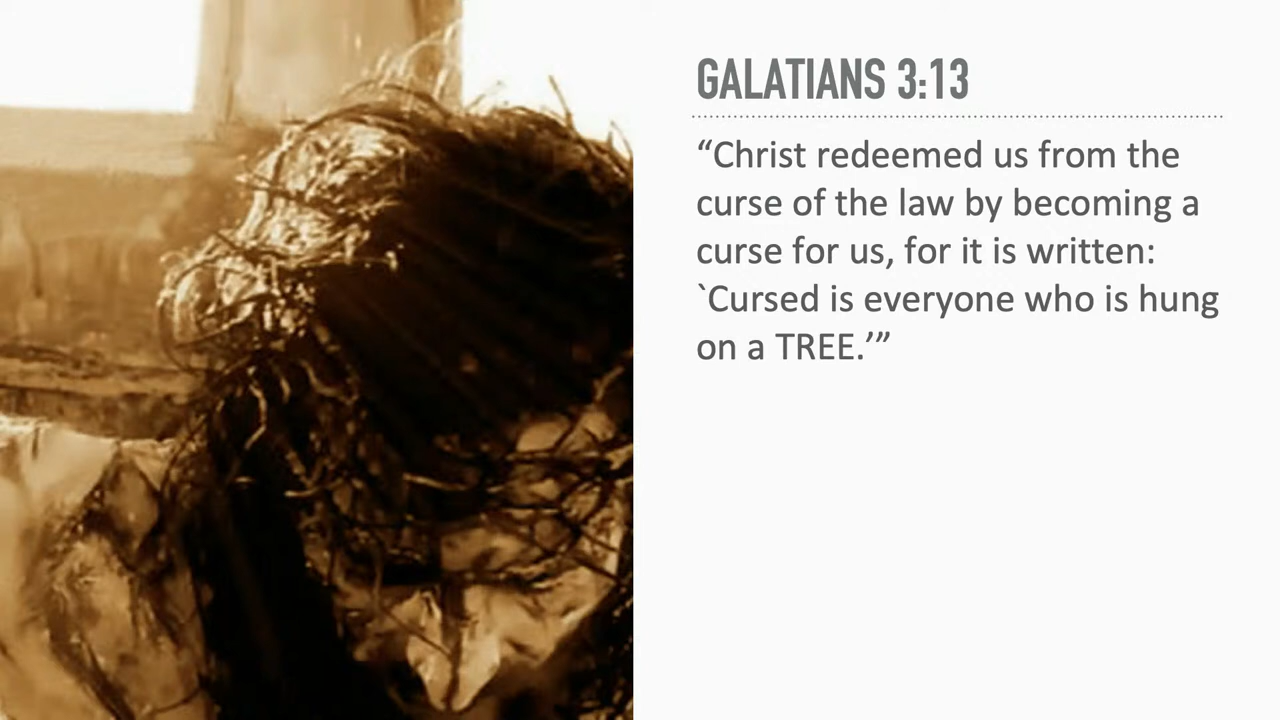 GALATIANS 3:13
“Christ redeemed us from the
curse of the law by becoming a
curse for us, for it is written:
`Cursed is everyone who is hung
on a TREE.’”